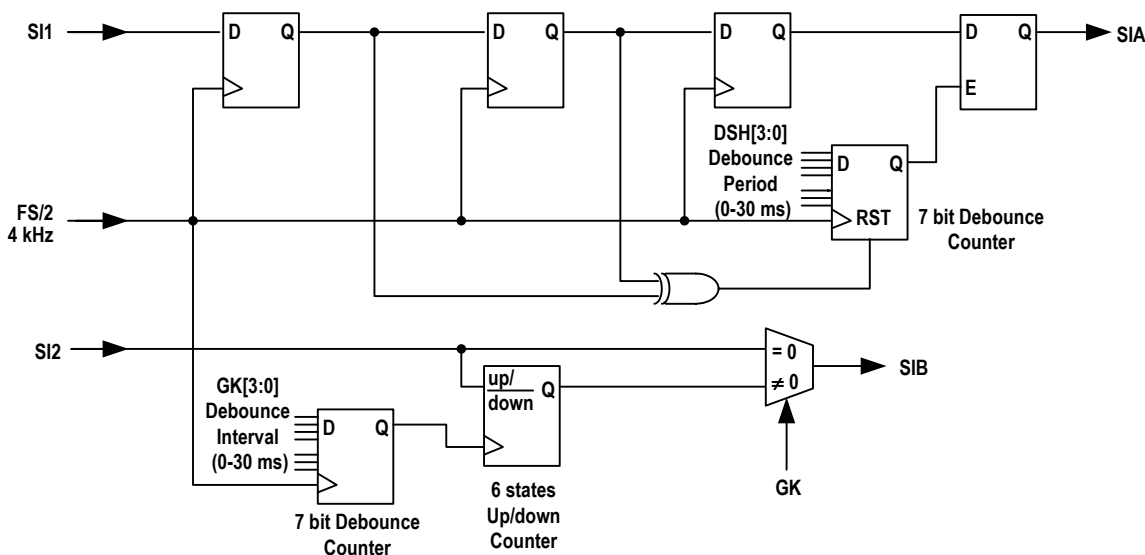 SI1
D Q
D Q
D Q
D Q
E
SIA
DSH[3:0]
Debounce
Period
(0-30 ms)
D Q
RST
7 bit Debounce
Counter
FS/2
4 kHz
SI2
= 0
≠ 0
SIB
GK
GK[3:0]
Debounce
Interval
(0-30 ms)
D Q
7 bit Debounce
Counter
up/
down
Q
6 states
Up/down
Counter